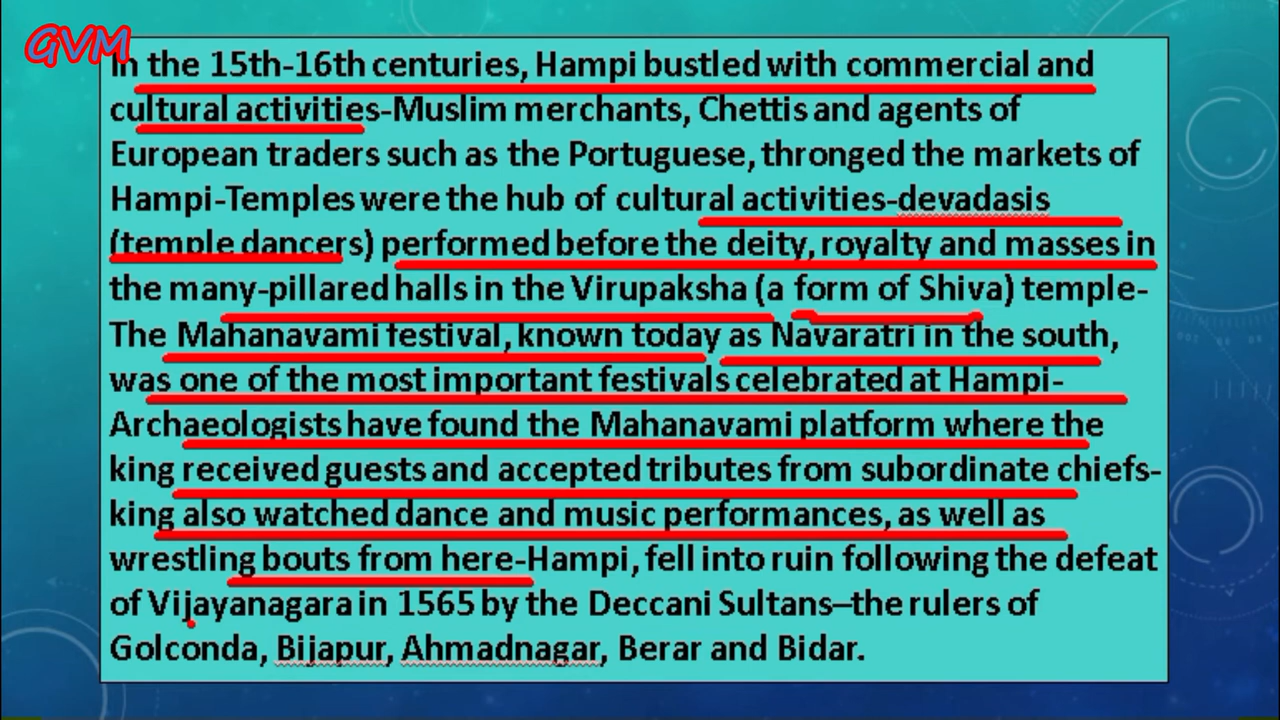 GVM
In the 15th-16th centuries, Hampi bustled with commercial and
cultural activities-Muslim merchants, Chettis and agents of
European traders such as the Portuguese, thronged the markets of
Hampi-Temples were the hub of cultural activities-devadasis
(temple dancers) performed before the deity, royalty and masses in
the many-pillared halls in the Virupaksha (a form of Shiva) temple-
The Mahanavami festival, known today as Navaratri in the south,
was one of the most important festivals celebrated at Hampi-
Archaeologists have found the Mahanavami platform where the
king received guests and accepted tributes from subordinate chiefs-
king also watched dance and music performances, as well as
wrestling bouts from here-Hampi, fell into ruin following the defeat
of Vijayanagara in 1565 by the Deccani Sultans–the rulers of
Golconda, Bijapur, Ahmadnagar, Berar and Bidar.